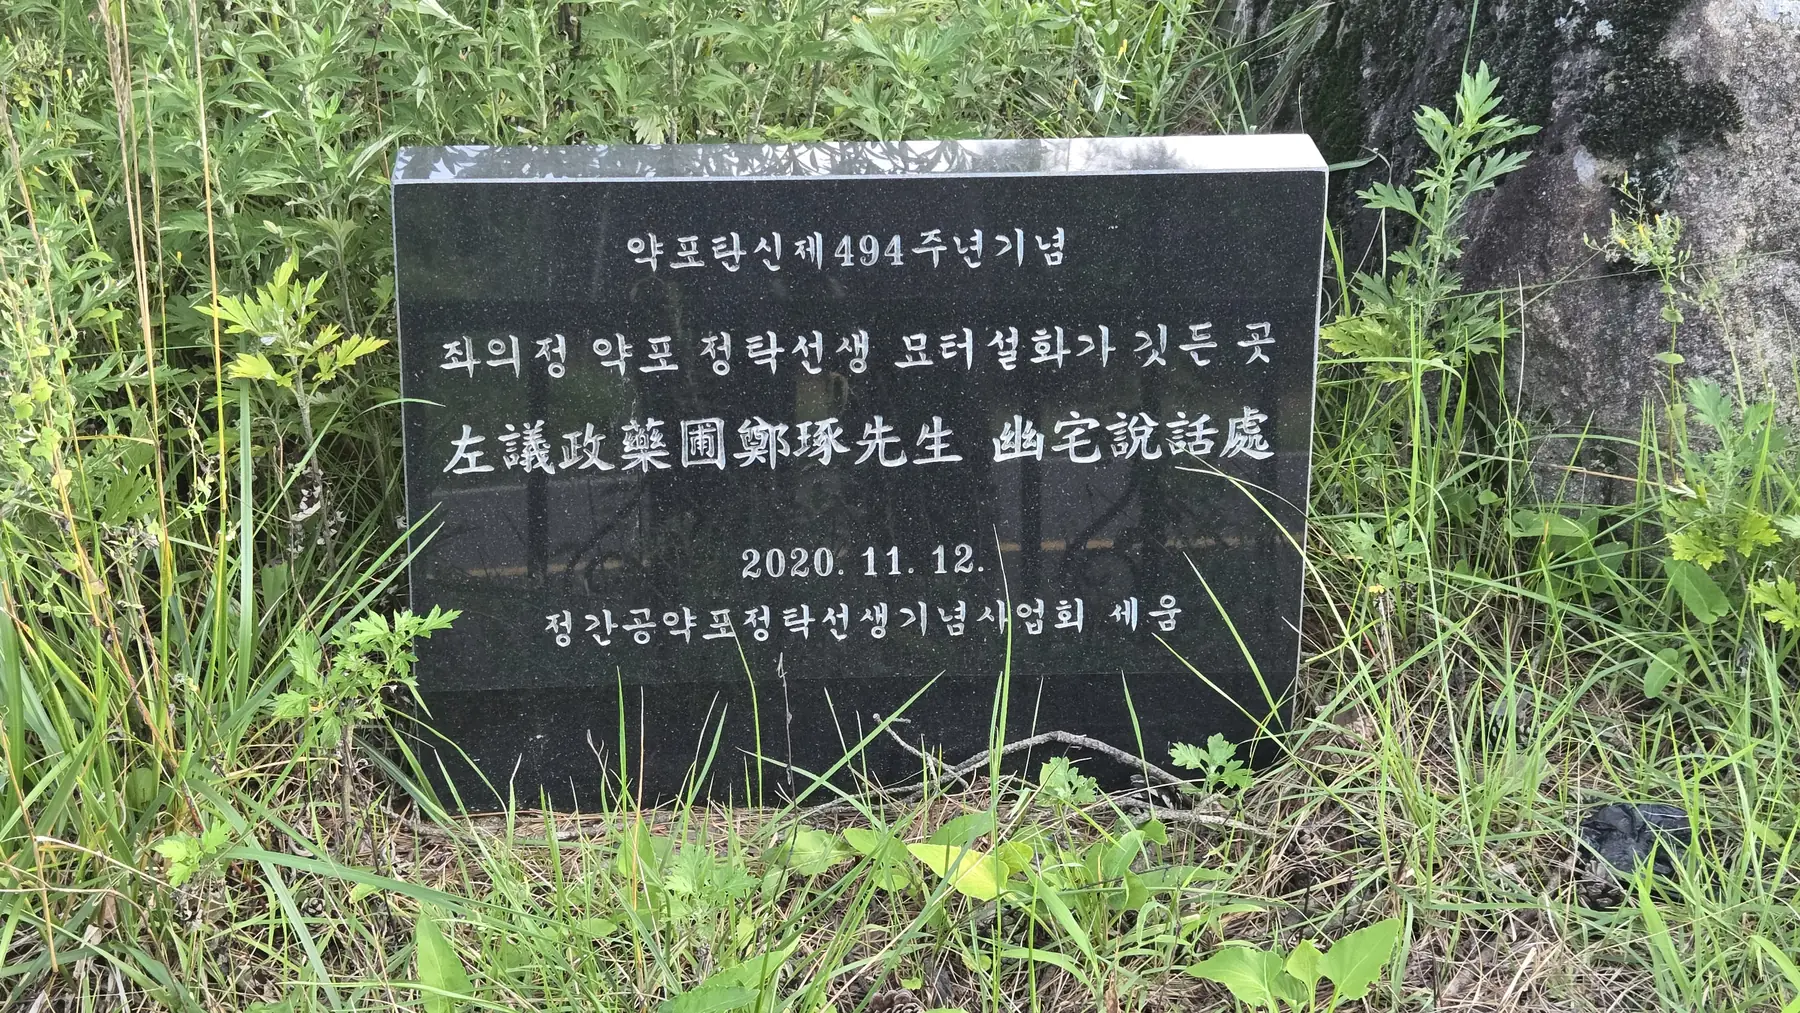 약포탄신제494주년기념
좌의정 약포 정탁선생 묘터설화가 깃든 곳
左議政藥圃鄭琢先生 幽宅說話處
2020. 11. 12.
정간공약포정탁선생기념사업회 세움